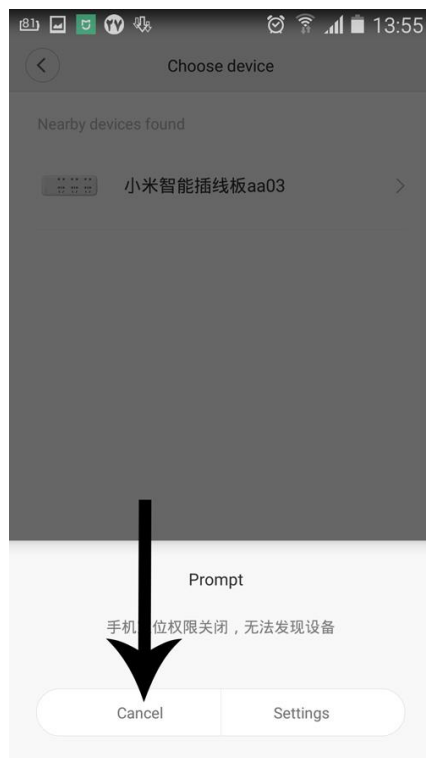 81 13:55
Choose device
Nearby devices found
小米智能插线板aa03
Prompt
手机 位权限关闭，无法发现设备
Cancel Settings